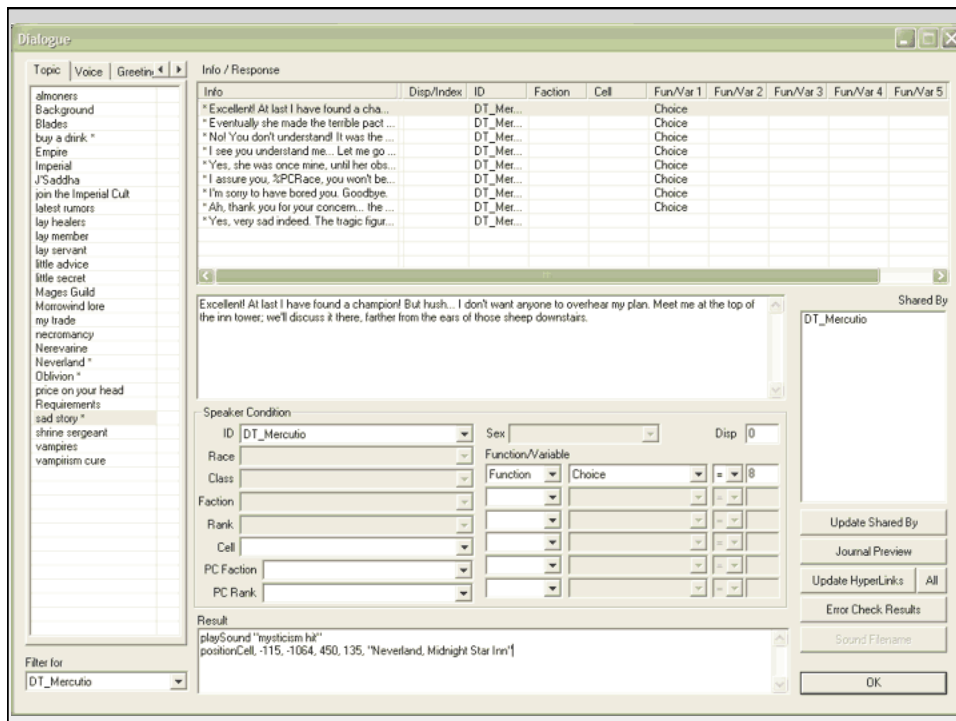 Dialogue
Topic Voice Greetin
almoners
Background
Blades
buy a drink *
Empire
Imperial
J'Saddha
join the Imperial Cult
latest rumors
lay healers
lay member
lay servant
little advice
little secret
Mages Guild
Morrowind lore
my trade
necromancy
Nerevarine
Neverland *
Oblivion *
price on your head
Requirements
sad story *
shrine sergeant
vampires
vampirism cure
Filter for
DT_Mercutio
Info / Response
Info Disp/Index ID Faction Cell Fun/Var 1 Fun/Var 2 Fun/Var 3 Fun/Var 4 Fun/Var 5
* Excellent! At last I have found a cha... DT_Mer... Choice
* Eventually she made the terrible pact ... DT_Mer... Choice
* No! You don't understand! It was the ... DT_Mer... Choice
* I see you understand me... Let me go ... DT_Mer... Choice
* Yes, she was once mine, until her obs... DT_Mer... Choice
* I assure you, %PCRace, you won't be... DT_Mer... Choice
* I'm sorry to have bored you. Goodbye. DT_Mer... Choice
* Ah, thank you for your concern... the ... DT_Mer... Choice
* Yes, very sad indeed. The tragic figur... DT_Mer...
Excellent! At last I have found a champion! But hush... I don't want anyone to overhear my plan. Meet me at the top of
the inn tower; we'll discuss it there, farther from the ears of those sheep downstairs.
Shared By
DT_Mercutio
Speaker Condition
ID DT_Mercutio Sex Disp 0
Race Function/Variable
Class Function Choice = 8
Faction =
Rank =
Cell =
PC Faction =
PC Rank =
Result
playSound "mysticism hit"
positionCell, -115, -1064, 450, 135, "Neverland, Midnight Star Inn"
Update Shared By
Journal Preview
Update HyperLinks All
Error Check Results
Sound Filename
OK